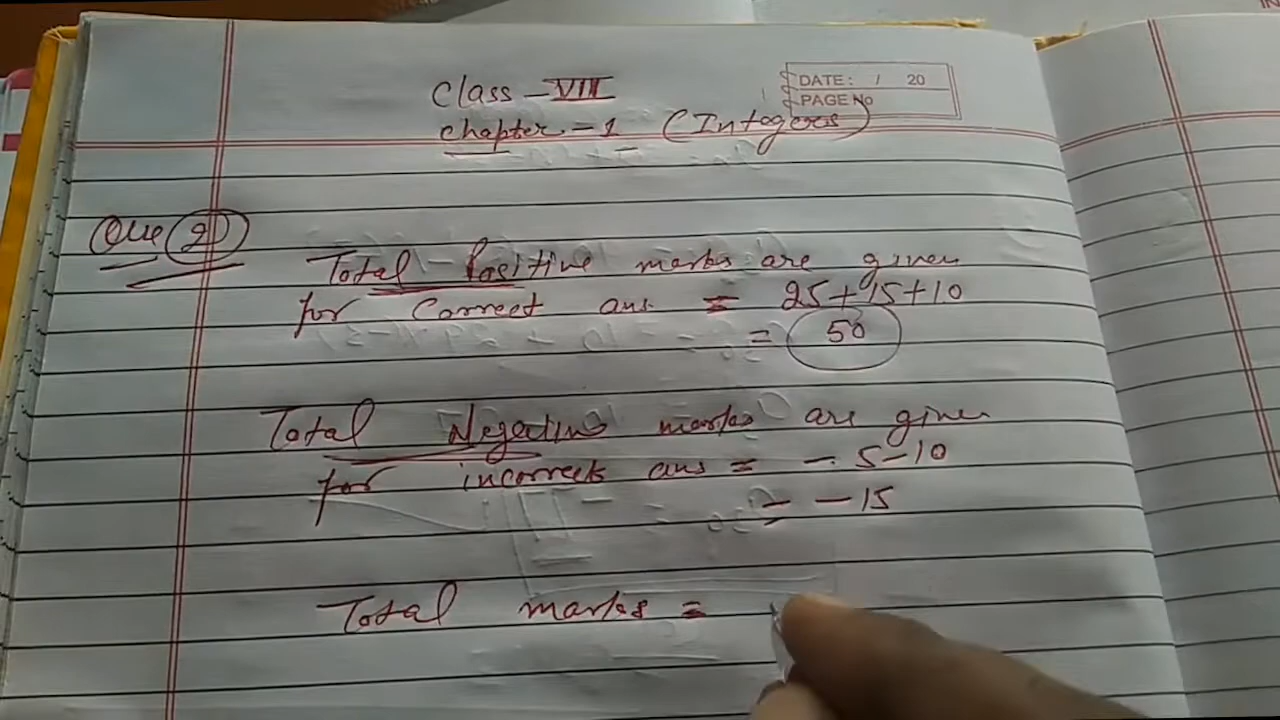 Class - VIII
DATE: / 20
PAGE No
chapter - 1 (Integers)
Que 2
Total Positive marks are given
for correct ans. = 25+15+10
= 50
Total Negative marks are given
for incorrect ans = - 5-10
= -15
Total marks =